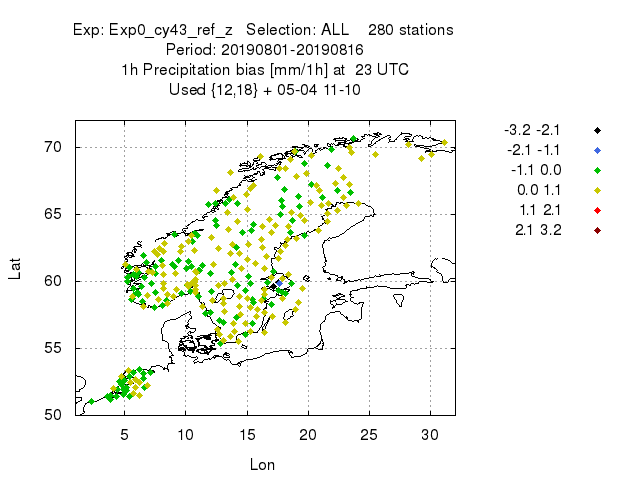 Exp: Exp0_cy43_ref_z Selection: ALL 280 stations
Period: 20190801-20190816
1h Precipitation bias [mm/1h] at 23 UTC
Used {12,18} + 05-04 11-10
70
65
60
55
50
Lat
5 10 15 20 25 30
Lon
-3.2 -2.1
-2.1 -1.1
-1.1 0.0
0.0 1.1
1.1 2.1
2.1 3.2